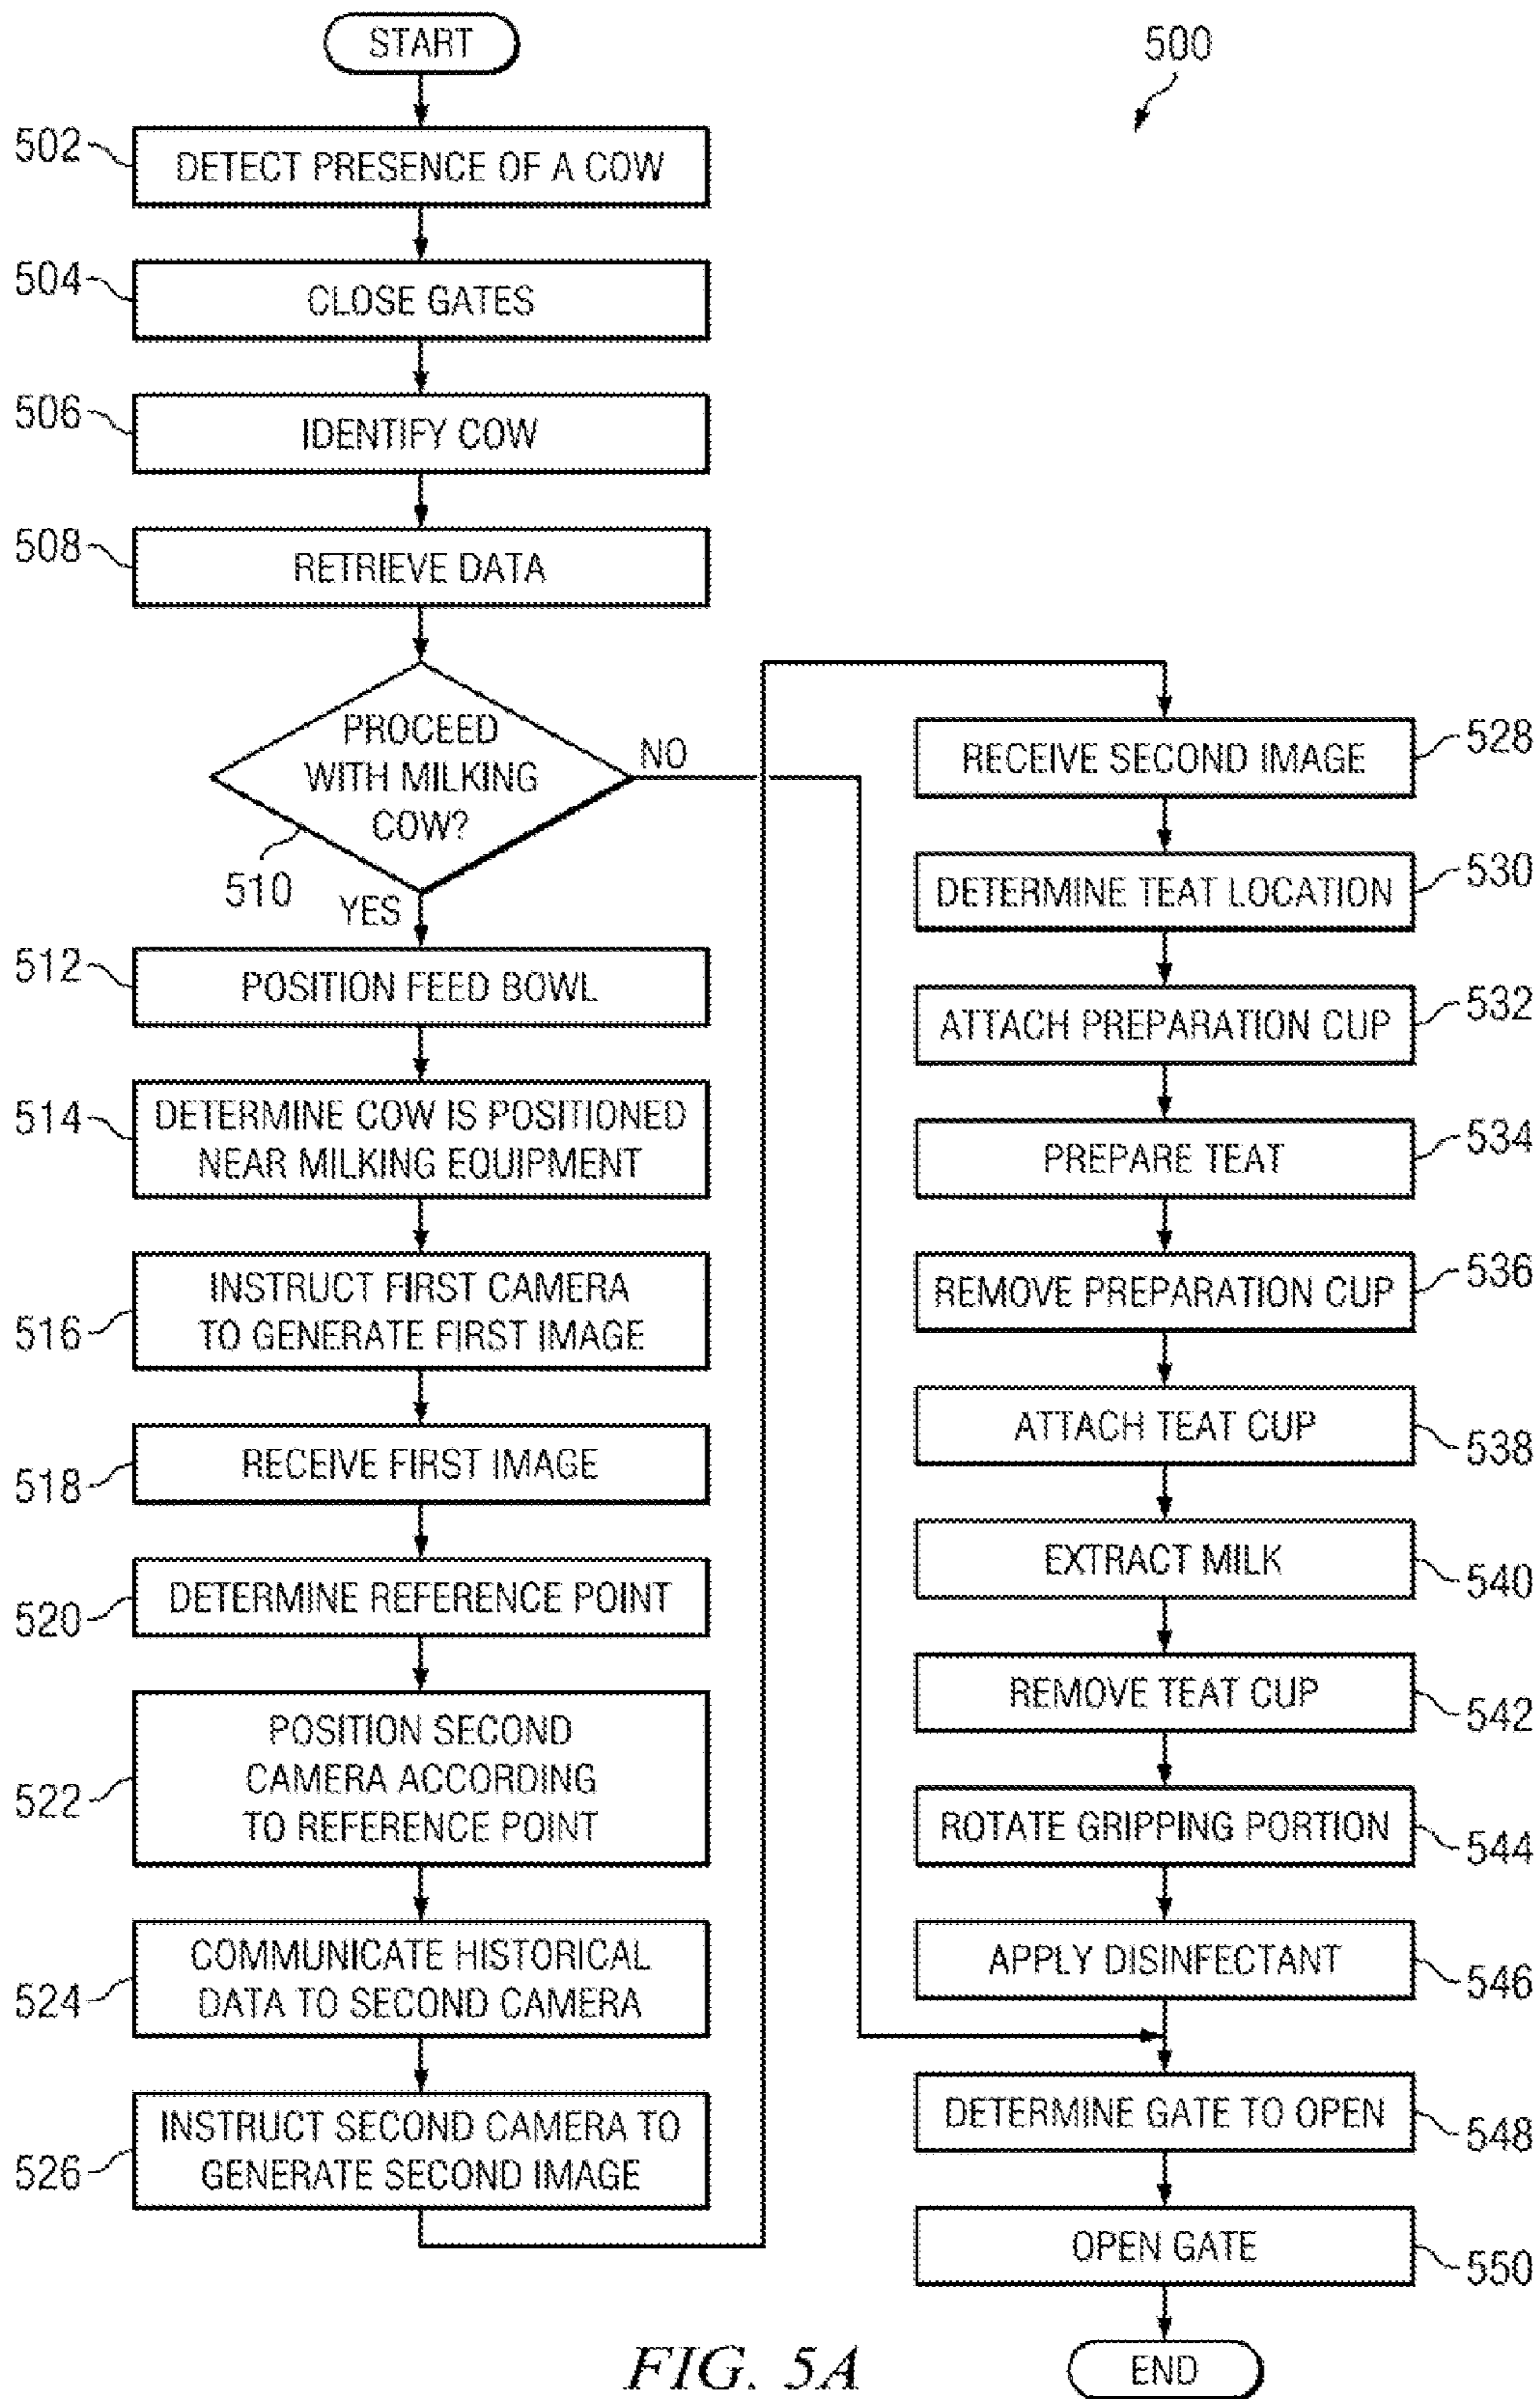 START
500
502
DETECT PRESENCE OF A COW
504
CLOSE GATES
506
IDENTIFY COW
508
RETRIEVE DATA
PROCEED
WITH MILKING
COW?
NO
510
YES
512
POSITION FEED BOWL
514
DETERMINE COW IS POSITIONED
NEAR MILKING EQUIPMENT
516
INSTRUCT FIRST CAMERA
TO GENERATE FIRST IMAGE
518
RECEIVE FIRST IMAGE
520
DETERMINE REFERENCE POINT
522
POSITION SECOND
CAMERA ACCORDING
TO REFERENCE POINT
524
COMMUNICATE HISTORICAL
DATA TO SECOND CAMERA
526
INSTRUCT SECOND CAMERA TO
GENERATE SECOND IMAGE
RECEIVE SECOND IMAGE
528
DETERMINE TEAT LOCATION
530
ATTACH PREPARATION CUP
532
PREPARE TEAT
534
REMOVE PREPARATION CUP
536
ATTACH TEAT CUP
538
EXTRACT MILK
540
REMOVE TEAT CUP
542
ROTATE GRIPPING PORTION
544
APPLY DISINFECTANT
546
DETERMINE GATE TO OPEN
548
OPEN GATE
550
END
FIG. 5A